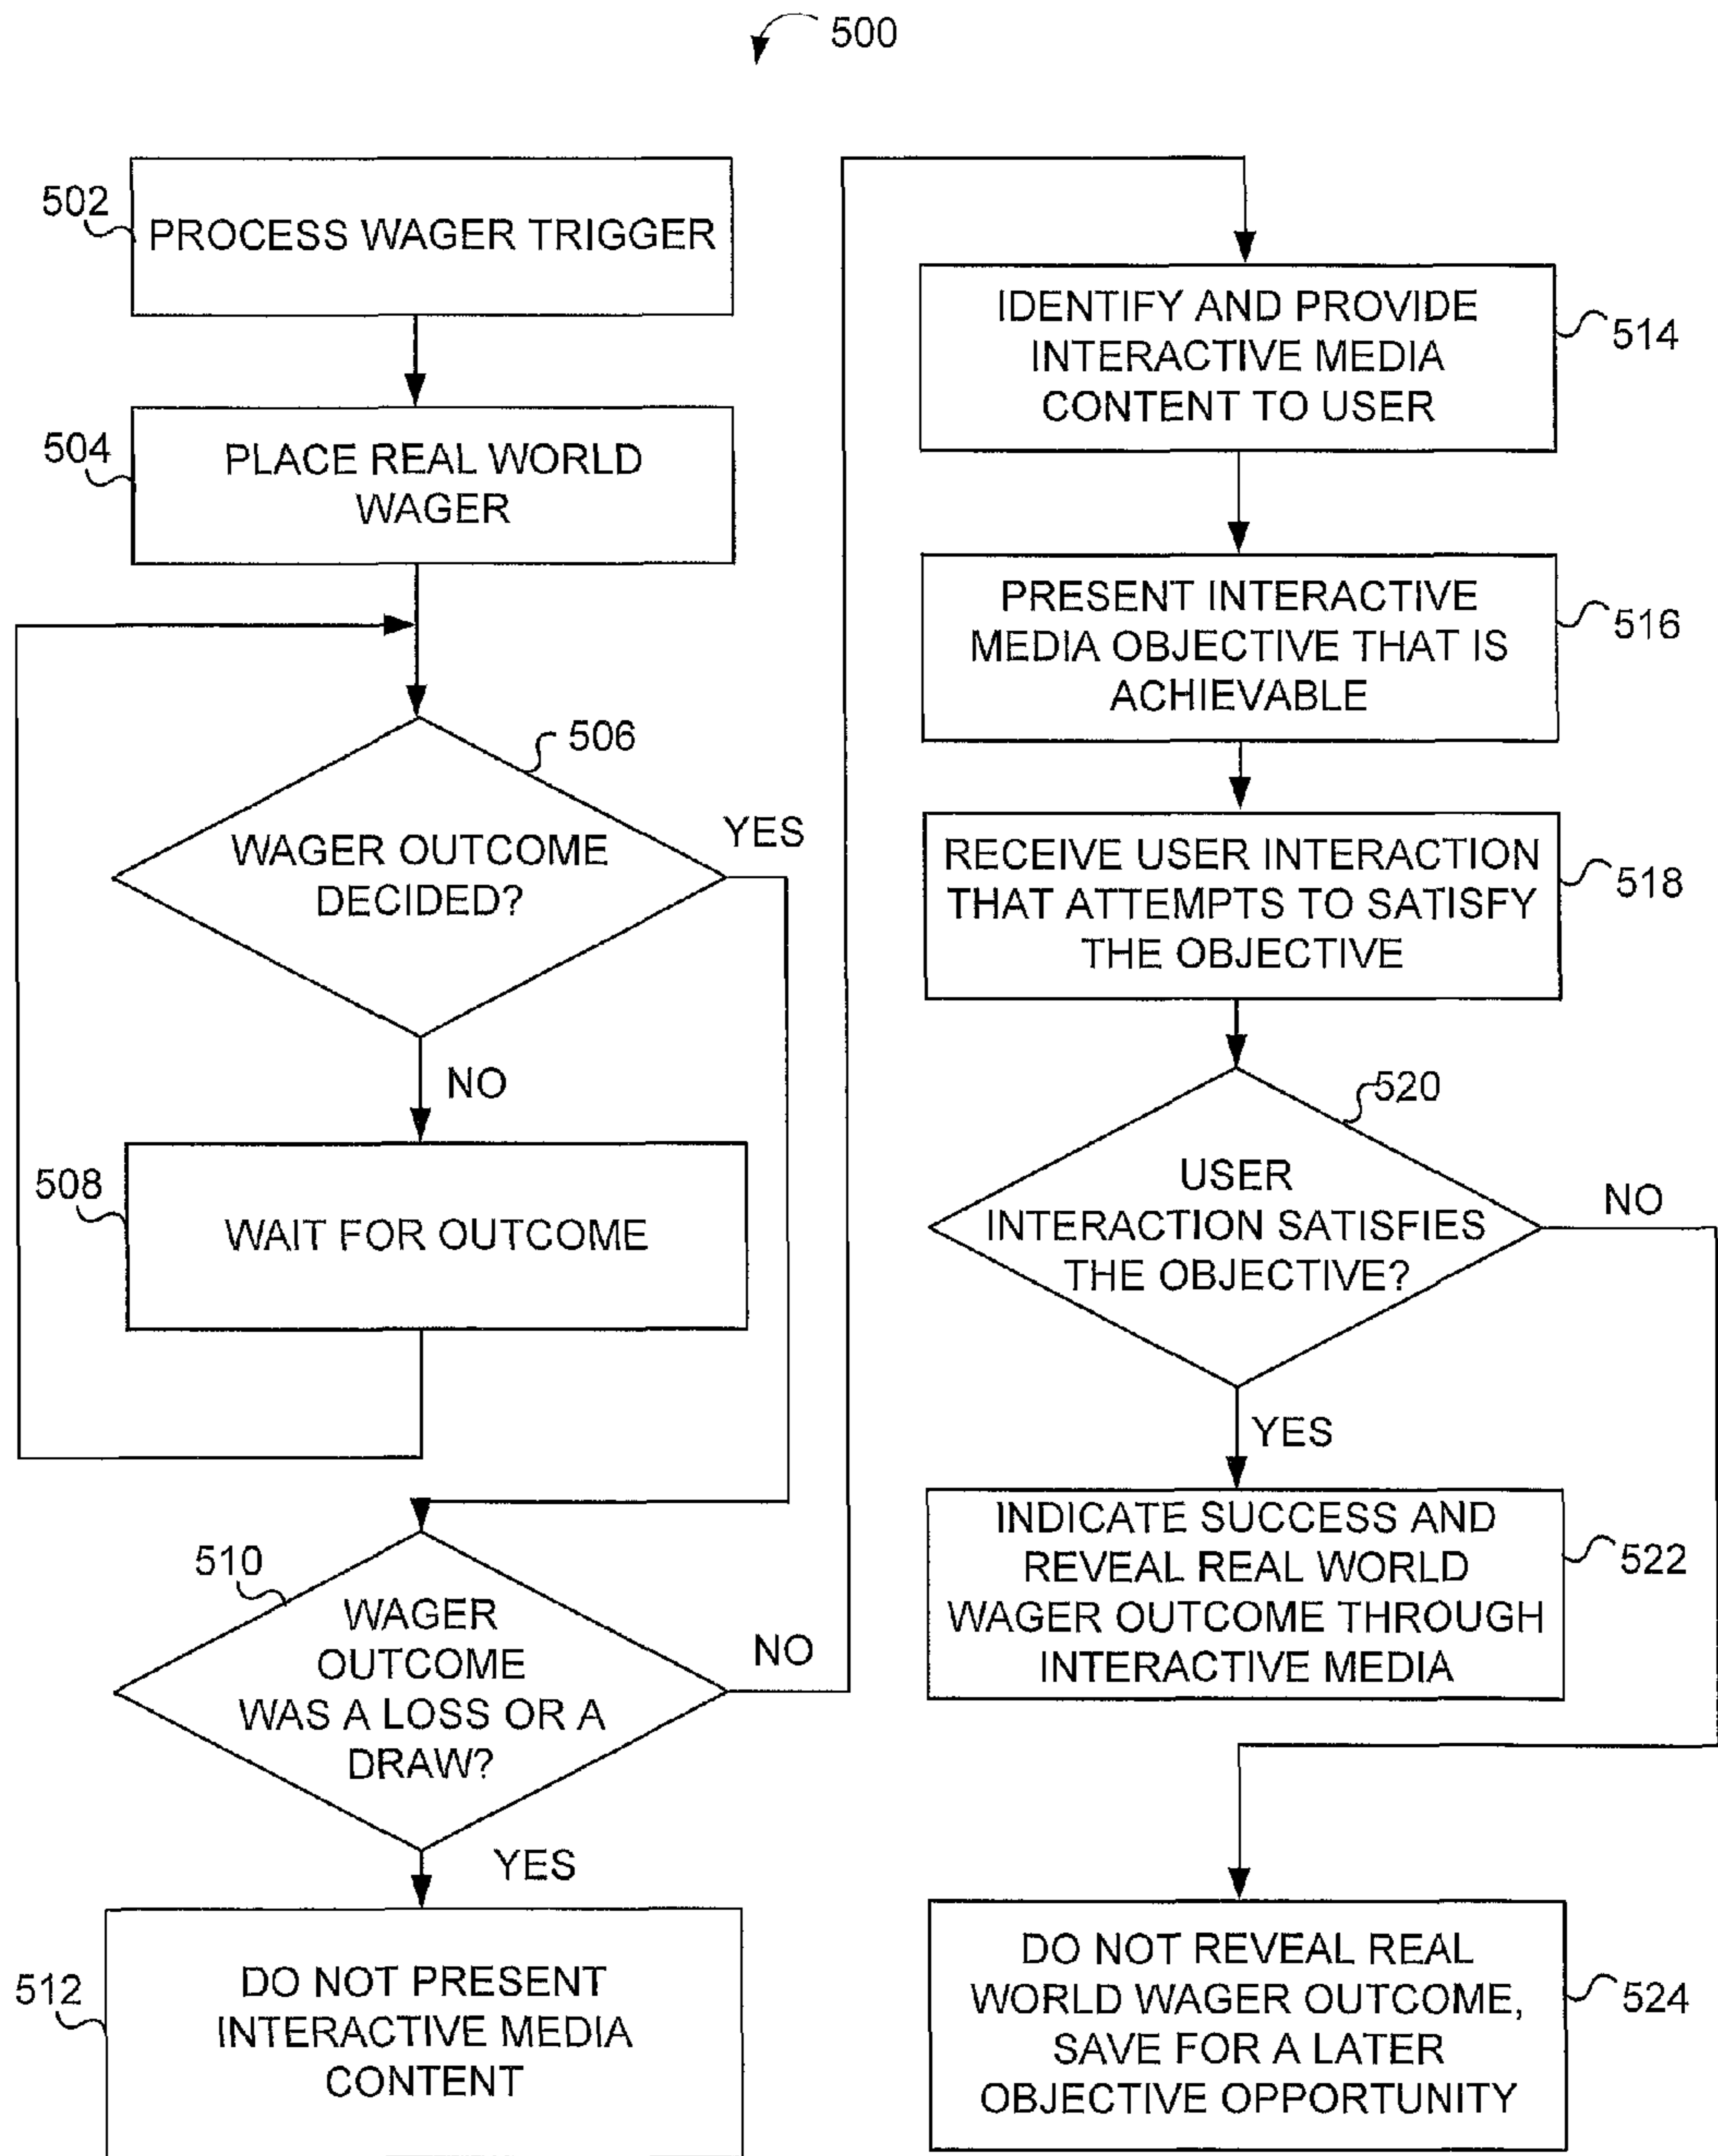 500
502
PROCESS WAGER TRIGGER
504
PLACE REAL WORLD
WAGER
506
WAGER OUTCOME
DECIDED?
YES
NO
508
WAIT FOR OUTCOME
510
WAGER
OUTCOME
WAS A LOSS OR A
DRAW?
NO
YES
512
DO NOT PRESENT
INTERACTIVE MEDIA
CONTENT
IDENTIFY AND PROVIDE
INTERACTIVE MEDIA
CONTENT TO USER
514
PRESENT INTERACTIVE
MEDIA OBJECTIVE THAT IS
ACHIEVABLE
516
RECEIVE USER INTERACTION
THAT ATTEMPTS TO SATISFY
THE OBJECTIVE
518
520
USER
INTERACTION SATISFIES
THE OBJECTIVE?
NO
YES
INDICATE SUCCESS AND
REVEAL REAL WORLD
WAGER OUTCOME THROUGH
INTERACTIVE MEDIA
522
DO NOT REVEAL REAL
WORLD WAGER OUTCOME,
SAVE FOR A LATER
OBJECTIVE OPPORTUNITY
524